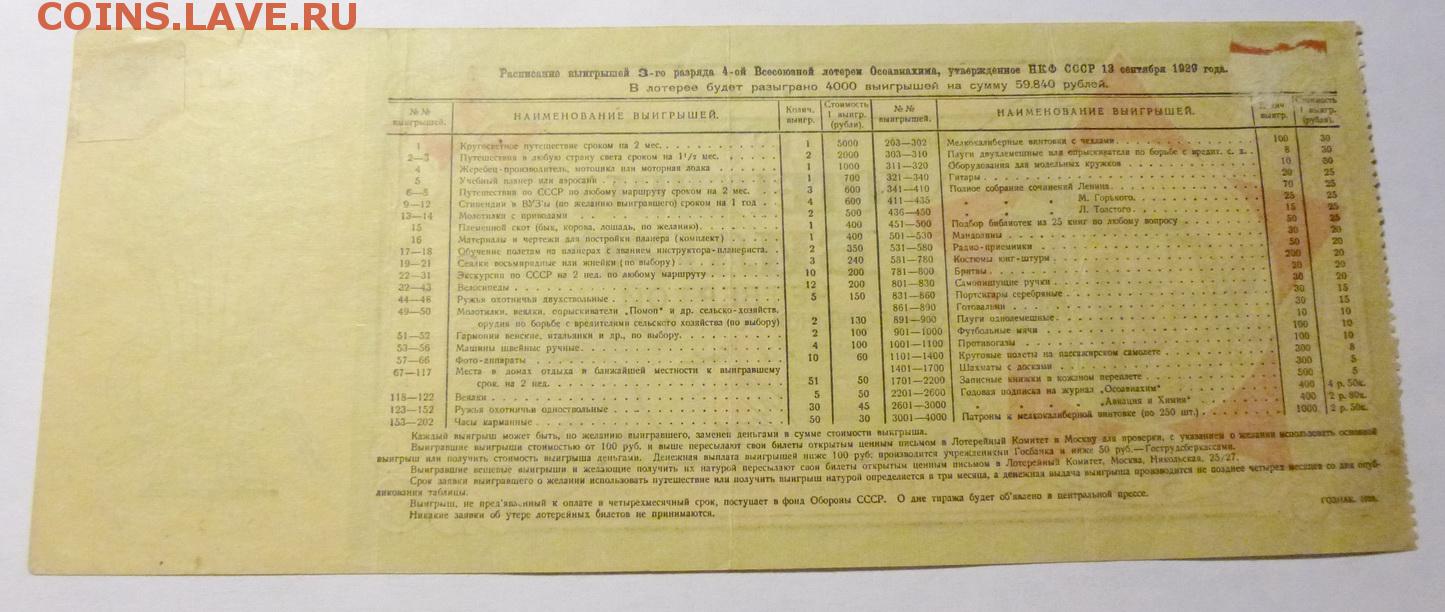 COINS.LAVE.RU
Расписание выигрышей 3-го разряда 4-ой Всесоюзной лотереи Осоавиахима, утвержденное НКФ СССР 13 сентября 1929 года.
В лотерее будет разыграно 4000 выигрышей на сумму 59.840 рублей.
№№ выигрышей. НАИМЕНОВАНИЕ ВЫИГРЫШЕЙ. Колич. выигр. Стоимость 1 выигр. (рубли).
1 Кругосветное путешествие сроком на 2 мес. 1 5000
2—3 Путешествия в любую страну света сроком на 1 1/2 мес. 2 2000
4 Жеребец-производитель, мотоцикл или моторная лодка 1 1000
5 Учебный планер или аэросани 1 700
6—8 Путешествия по СССР по любому маршруту сроком на 2 мес. 3 600
9—12 Стипендии в ВУЗ'ы (по желанию выигравшего) сроком на 1 год 4 600
13—14 Молотилки с приводами 2 500
15 Племенной скот (бык, корова, лошадь, по желанию) 1 400
16 Материалы и чертежи для постройки планера (комплект) 1 400
17—18 Обучение полетам на планерах с званием инструктора-планериста 2 350
19—21 Сеялки восьмирядные или жнейки (по выбору) 3 240
22—31 Экскурсии по СССР на 2 нед. по любому маршруту 10 200
32—43 Велосипеды 12 200
44—48 Ружья охотничьи двухствольные 5 150
49—50 Молотилки, веялки, опрыскиватели „Помоп" и др. сельско-хозяйств.
орудия по борьбе с вредителями сельского хозяйства (по выбору) 2 130
51—52 Гармонии венские, итальянки и др., по выбору 2 100
53—56 Машины швейные ручные 4 100
57—66 Фото-аппараты 10 60
67—117 Места в домах отдыха в ближайшей местности к выигравшему
срок. на 2 нед. 51 50
118—122 Веялки 5 50
123—152 Ружья охотничьи одноствольные 30 45
153—202 Часы карманные 50 30
№№ выигрышей. НАИМЕНОВАНИЕ ВЫИГРЫШЕЙ. выигр. Стоимость 1 выигр. (рубли).
203—302 Мелкокалиберные винтовки с чехлами 100 30
303—310 Плуги двухлемешные или опрыскиватели по борьбе с вредит. с. х. 8 30
311—320 Оборудования для модельных кружков 10 30
321—340 Гитары 20 25
341—410 Полное собрание сочинений Ленина 70 25
411—435 „ „ М. Горького 25 25
436—450 „ „ Л. Толстого 15 25
451—500 Подбор библиотек из 25 книг по любому вопросу 50 25
501—530 Мандолины 30 20
531—580 Радио-приемники 50 20
581—780 Костюмы юнг-штурм 200 20
781—800 Бритвы 20 20
801—830 Самопишущие ручки 30 20
831—860 Портсигары серебряные 30 15
861—890 Готовальни 30 15
891—900 Плуги однолемешные 10 10
901—1000 Футбольные мячи 100 10
1001—1100 Противогазы 100 10
1101—1400 Круговые полеты на пассажирском самолете 300 8
1401—1700 Шахматы с досками 300 5
1701—2200 Записные книжки в кожаном переплете 500 5
2201—2600 Годовая подписка на журнал „Осоавиахим" 400 4 р. 50к.
2601—3000 „ „ „ „Авиация и Химия" 400 2 р. 80к.
3001—4000 Патроны к мелкокалиберной винтовке (по 250 шт.) 1000 2 р. 50к.
Каждый выигрыш может быть, по желанию выигравшего, заменен деньгами в сумме стоимости выигрыша.
Выигравшие выигрыши стоимостью от 100 руб. и выше пересылают свои билеты открытым ценным письмом в Лотерейный Комитет в Москву для проверки, с указанием о желании использовать основной
выигрыш или получить стоимость выигрыша деньгами. Денежная выплата выигрышей ниже 100 руб. производится учреждениями Госбанка и ниже 50 руб.—Гострудсберкассами.
Выигравшие вещевые выигрыши и желающие получить их натурой пересылают свои билеты открытым ценным письмом в Лотерейный Комитет, Москва, Никольская, 25/27.
Срок заявки выигравшего о желании использовать путешествие или получить выигрыш натурой определяется в три месяца, а денежная выдача выигрыша производится не позднее четырех месяцев со дня опуб-
ликования таблицы.
Выигрыш, не пред'явленный к оплате в четырехмесячный срок, поступает в фонд Обороны СССР. О дне тиража будет об'явлено в центральной прессе.
Никакие заявки об утере лотерейных билетов не принимаются.
ГОЗНАК. 1929.